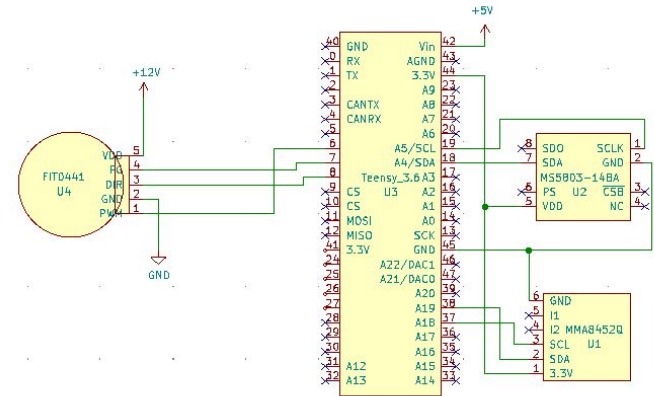 +12V
VDD 5
FG 4
DIR 3
GND 2
PWM 1
FIT0441
U4
GND
+5V
40 GND Vin 42
0 RX AGND 43
1 TX 3.3V 44
2 A9 23
3 CANTX A8 22
4 CANRX A7 21
5 A6 20
6 A5/SCL 19
7 A4/SDA 18
8 Teensy_3.6 A3 17
9 CS U3 A2 16
10 CS A1 15
11 MOSI A0 14
12 MISO SCK 13
41 3.3V GND 45
24 A22/DAC1 46
25 A21/DAC0 47
26 A20 39
27 A19 38
28 A18 37
29 A17 36
30 A16 35
31 A12 A15 34
32 A13 A14 33
8 SDO SCLK 1
7 SDA GND 2
MS5803-14BA
6 PS U2 CSB 3
5 VDD NC 4
6 GND
5 I1
4 I2 MMA8452Q
3 SCL U1
2 SDA
1 3.3V